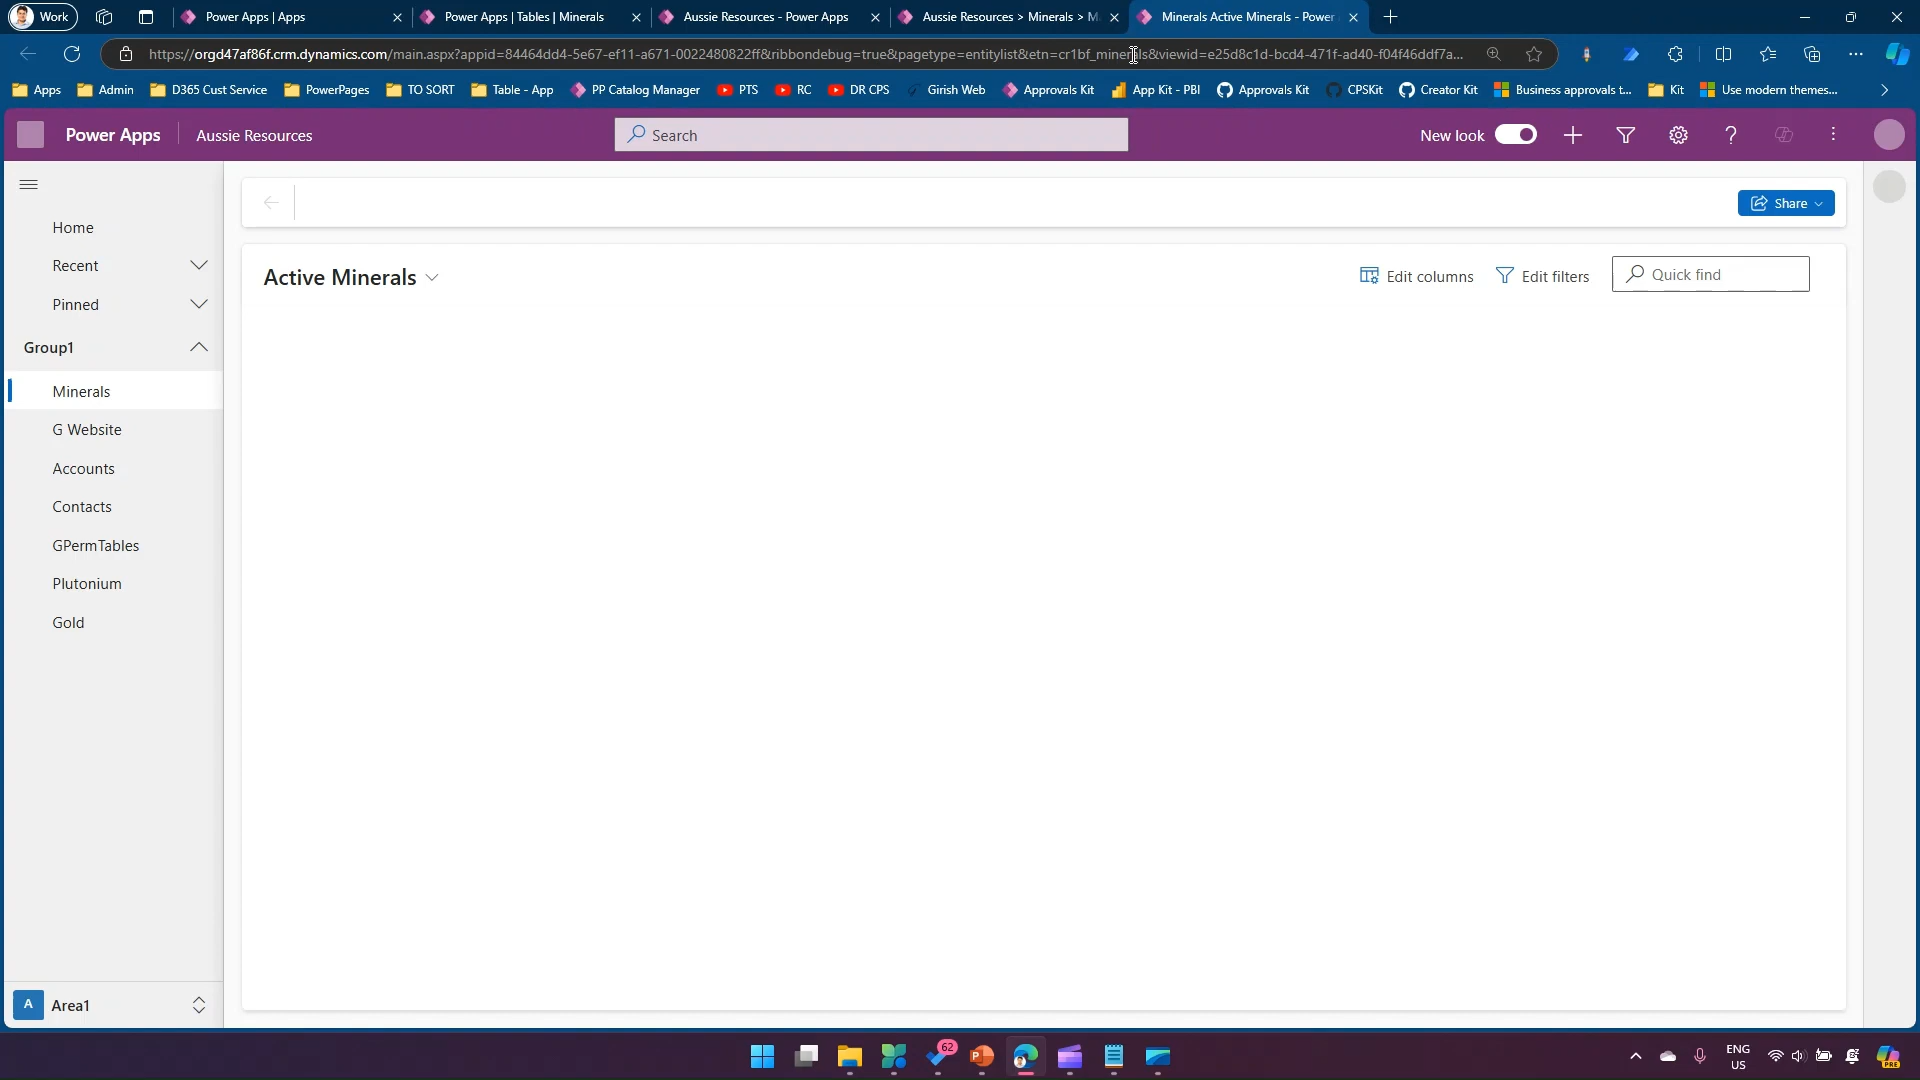 Work
Power Apps | Apps
Power Apps | Tables | Minerals
Aussie Resources - Power Apps
Aussie Resources > Minerals > M
Minerals Active Minerals - Power
https://orgd47af86f.crm.dynamics.com/main.aspx?appid=84464dd4-5e67-ef11-a671-0022480822ff&ribbondebug=true&pagetype=entitylist&etn=cr1bf_minerals&viewid=e25d8c1d-bcd4-471f-ad40-f04f46ddf7a...
Apps
Admin
D365 Cust Service
PowerPages
TO SORT
Table - App
PP Catalog Manager
PTS
RC
DR CPS
Girish Web
Approvals Kit
App Kit - PBI
Approvals Kit
CPSKit
Creator Kit
Business approvals t...
Kit
Use modern themes...
Power Apps
Aussie Resources
Search
New look
Home
Recent
Pinned
Group1
Minerals
G Website
Accounts
Contacts
GPermTables
Plutonium
Gold
A
Area1
Share
Active Minerals
Edit columns
Edit filters
Quick find
62
ENG
US
PRE